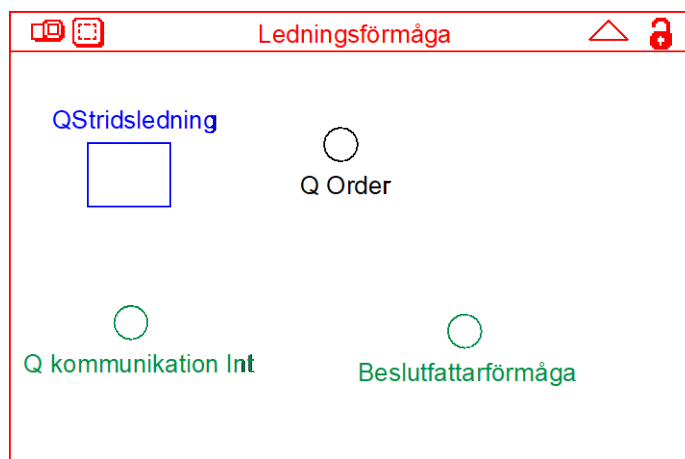 Ledningsförmåga
QStridsledning
Q Order
Q kommunikation Int
Beslutfattarförmåga